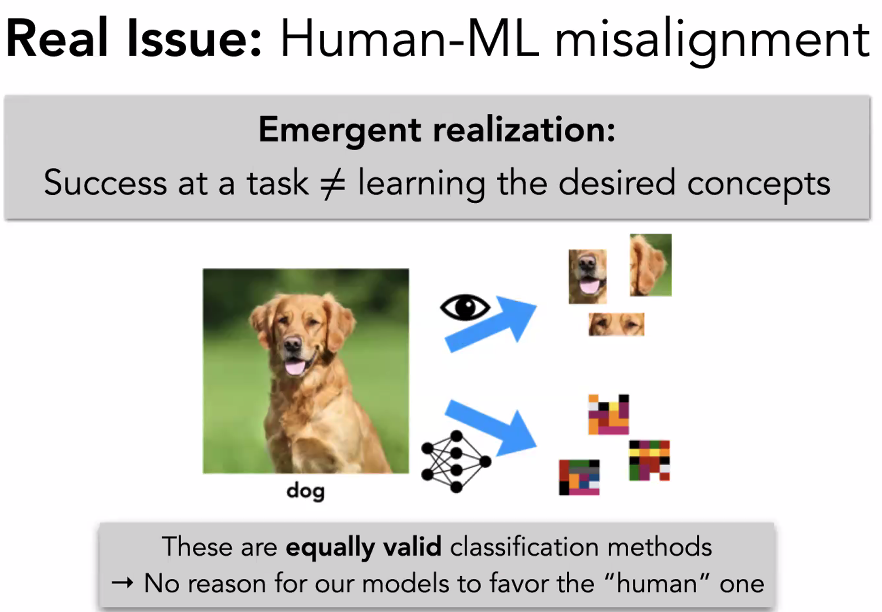 Real Issue: Human-ML misalignment
Emergent realization:
Success at a task ≠ learning the desired concepts
dog
These are equally valid classification methods
→ No reason for our models to favor the “human” one